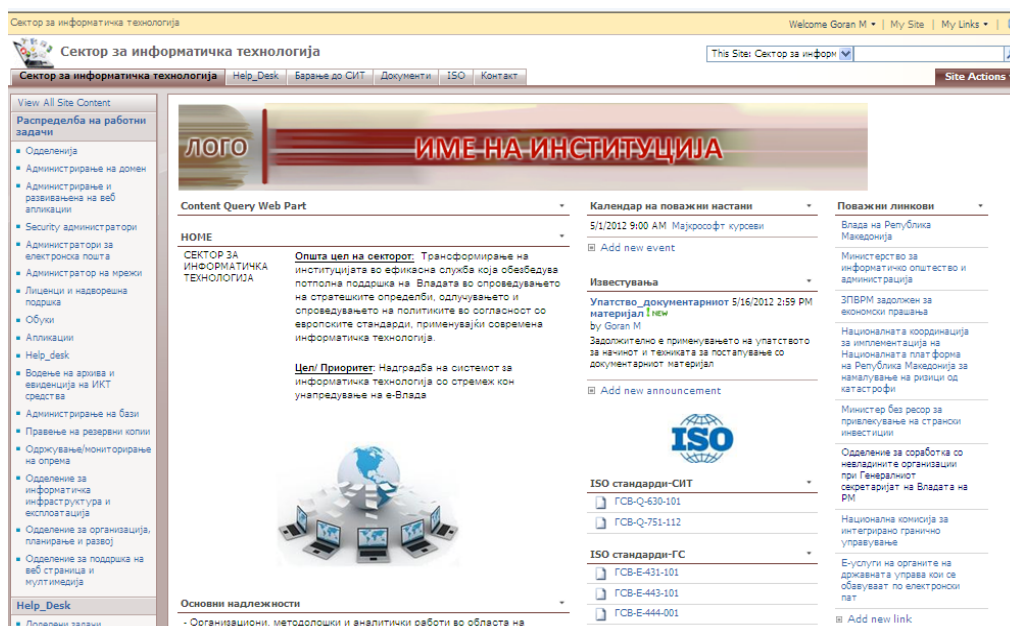 Сектор за информатичка технологија
Welcome Goran M
My Site
My Links
Сектор за информатичка технологија
This Site: Сектор за информ
Сектор за информатичка технологија
Help_Desk
Барање до СИТ
Документи
ISO
Контакт
Site Actions
View All Site Content
Распределба на работни
задачи
Одделенија
Администрирање на домен
Администрирање и
развивањена на веб
апликации
Security администратори
Администратори за
електронска пошта
Администратор на мрежи
Лиценци и надворешна
подршка
Обуки
Апликации
Help_desk
Водење на архива и
евиденција на ИКТ
средства
Администрирање на бази
Правење на резервни копии
Одржување/мониторирање
на опрема
Одделение за
информатичка
инфраструктура и
експлоатација
Одделение за организација,
планирање и развој
Одделение за поддршка на
веб страница и
мултимедија
Help_Desk
ЛОГО
ИМЕ НА ИНСТИТУЦИЈА
Content Query Web Part
HOME
СЕКТОР ЗА
ИНФОРМАТИЧКА
ТЕХНОЛОГИЈА
Општа цел на секторот: Трансформирање на
институцијата во ефикасна служба која обезбедува
потполна поддршка на Владата во спроведувањето
на стратешките определби, одлучувањето и
спроведувањето на политиките во согласност со
европските стандарди, применувајќи современа
информатичка технологија.
Цел/ Приоритет: Надградба на системот за
информатичка технологија со стремеж кон
унапредување на е-Влада
Основни надлежности
- Организациони, методолошки и аналитички работи во областа на
Календар на поважни настани
5/1/2012 9:00 AM Мајкрософт курсеви
Add new event
Известувања
Упатство_документарниот 5/16/2012 2:59 PM
материјал ! NEW
by Goran M
Задолжително е применувањето на упатството
за начинот и техниката за постапување со
документарниот материјал
Add new announcement
ISO
ISO стандарди-СИТ
ГСВ-Q-630-101
ГСВ-Q-751-112
ISO стандарди-ГС
ГСВ-Е-431-101
ГСВ-Е-443-101
ГСВ-Е-444-001
Поважни линкови
Влада на Република
Македонија
Министерство за
информатичко општество и
администрација
ЗПВРМ задолжен за
економски прашања
Националната координација
за имплементација на
Националната платформа
на Република Македонија за
намалување на ризици од
катастрофи
Министер без ресор за
привлекување на странски
инвестиции
Одделение за соработка со
невладините организации
при Генералниот
секретаријат на Владата на
РМ
Национална комисија за
интегрирано гранично
управување
Е-услуги на органите на
државната управа кои се
обавуваат по електронски
пат
Add new link